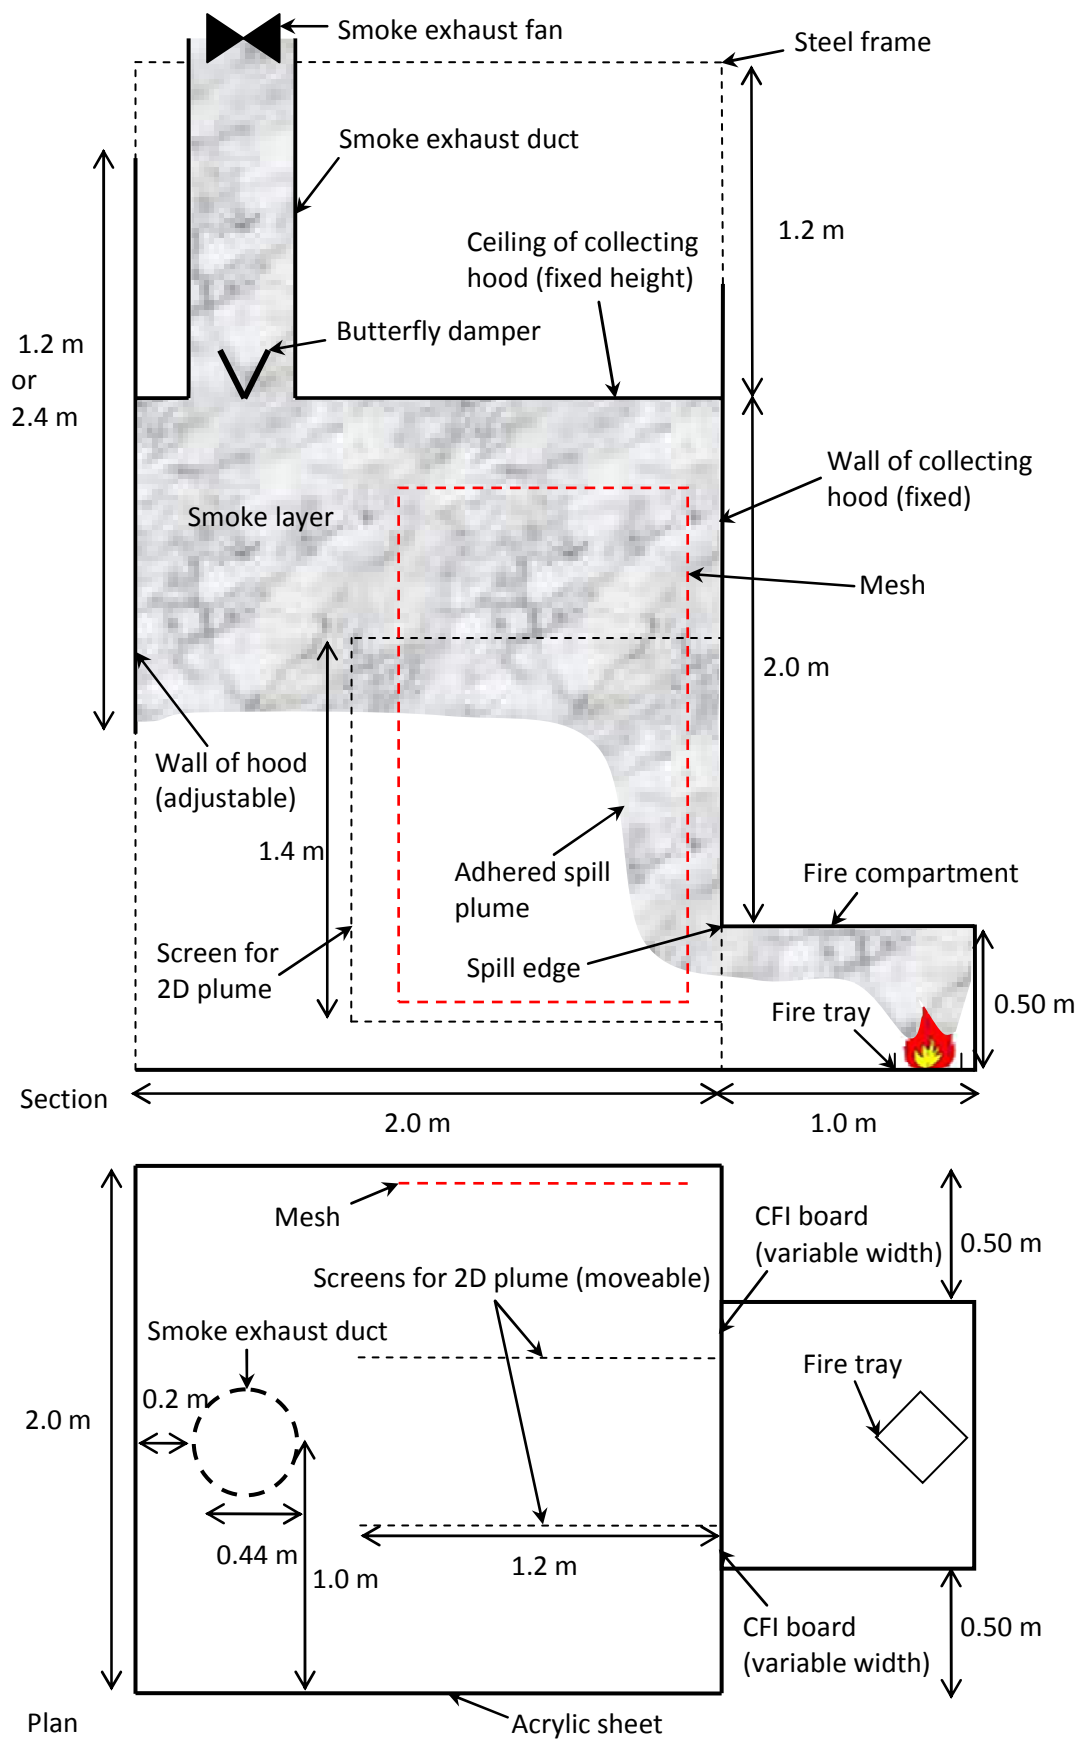 Smoke exhaust fan
Steel frame
Smoke exhaust duct
1.2 m
Ceiling of collecting
hood (fixed height)
Butterfly damper
1.2 m
or
2.4 m
Wall of collecting
hood (fixed)
Smoke layer
Mesh
2.0 m
Wall of hood
(adjustable)
1.4 m
Adhered spill
plume
Fire compartment
Screen for
2D plume
Spill edge
Fire tray
0.50 m
Section
2.0 m
1.0 m
Mesh
CFI board
(variable width)
0.50 m
Screens for 2D plume (moveable)
Smoke exhaust duct
Fire tray
0.2 m
2.0 m
0.44 m
1.0 m
1.2 m
CFI board
(variable width)
0.50 m
Plan
Acrylic sheet